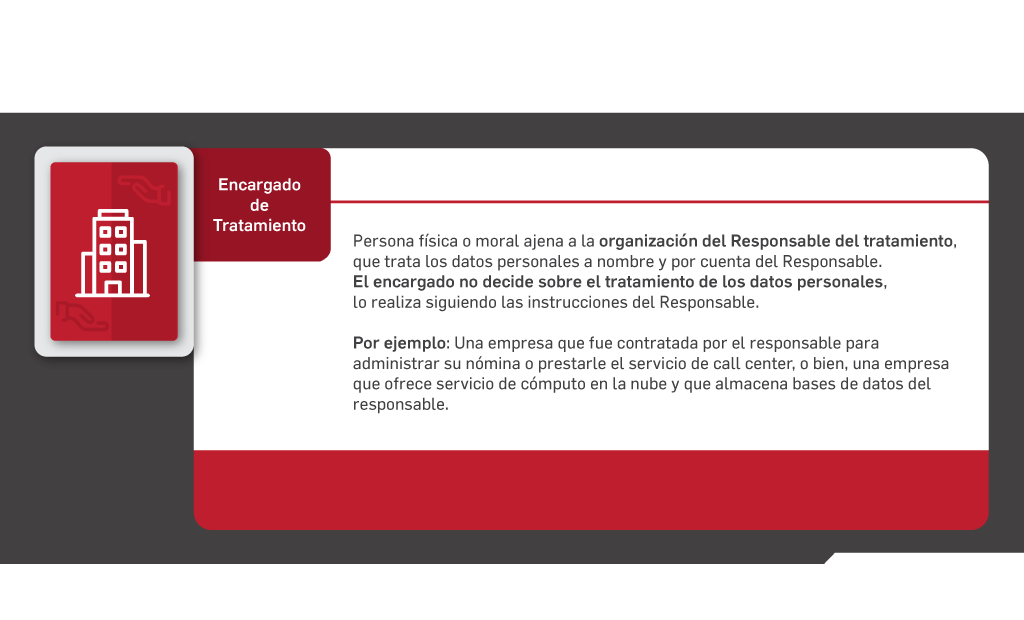 Encargado
de
Tratamiento
Persona física o moral ajena a la organización del Responsable del tratamiento,
que trata los datos personales a nombre y por cuenta del Responsable.
El encargado no decide sobre el tratamiento de los datos personales,
lo realiza siguiendo las instrucciones del Responsable.
Por ejemplo: Una empresa que fue contratada por el responsable para
administrar su nómina o prestarle el servicio de call center, o bien, una empresa
que ofrece servicio de cómputo en la nube y que almacena bases de datos del
responsable.